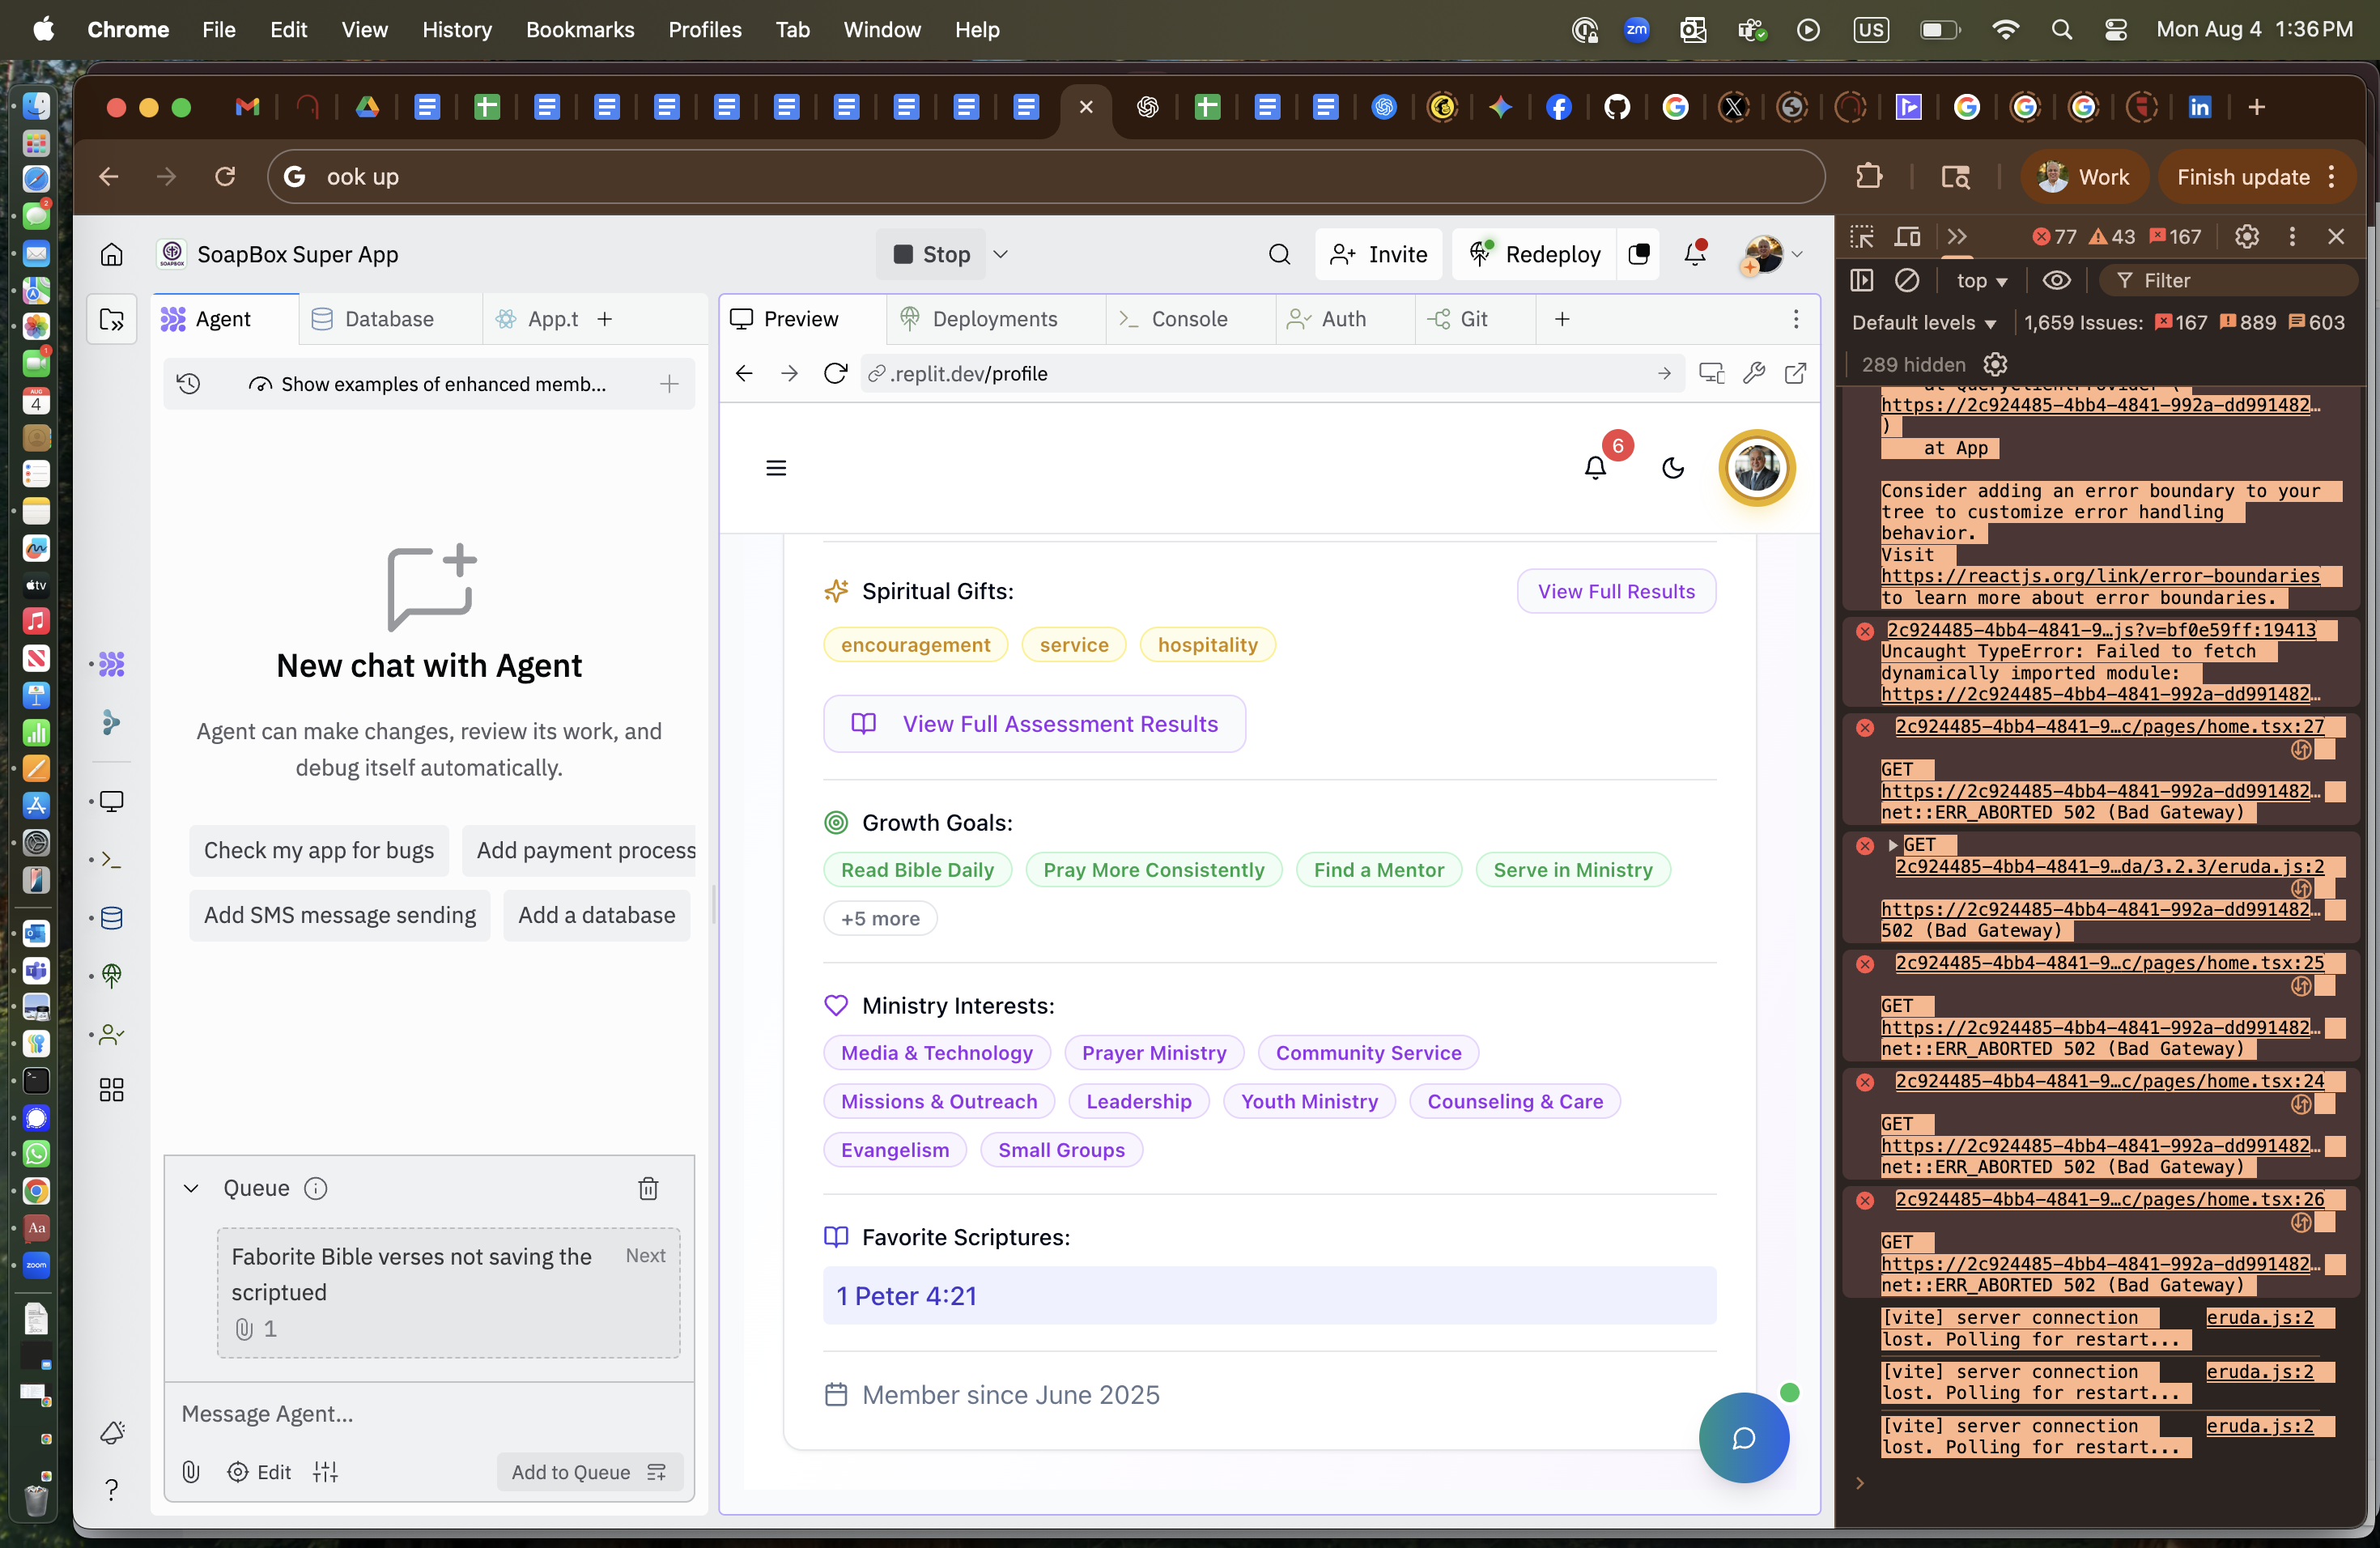 Chrome File Edit View History Bookmarks Profiles Tab Window Help
zm
US
Mon Aug 4 1:36 PM
ook up
Work
Finish update
SoapBox Super App
Stop
Invite
Redeploy
Agent
Database
App.t
Show examples of enhanced memb...
New chat with Agent
Agent can make changes, review its work, and
debug itself automatically.
Check my app for bugs
Add payment process
Add SMS message sending
Add a database
Queue
Faborite Bible verses not saving the
scriptued
Next
1
Message Agent...
Edit
Add to Queue
Preview
Deployments
Console
Auth
Git
.replit.dev/profile
6
Spiritual Gifts:
View Full Results
encouragement
service
hospitality
View Full Assessment Results
Growth Goals:
Read Bible Daily
Pray More Consistently
Find a Mentor
Serve in Ministry
+5 more
Ministry Interests:
Media & Technology
Prayer Ministry
Community Service
Missions & Outreach
Leadership
Youth Ministry
Counseling & Care
Evangelism
Small Groups
Favorite Scriptures:
1 Peter 4:21
Member since June 2025
77 43 167
top
Filter
Default levels
1,659 Issues: 167 889 603
289 hidden
at QueryClientProvider (
https://2c924485-4bb4-4841-992a-dd991482…
)
at App
Consider adding an error boundary to your
tree to customize error handling
behavior.
Visit
https://reactjs.org/link/error-boundaries
to learn more about error boundaries.
2c924485-4bb4-4841-9…js?v=bf0e59ff:19413
Uncaught TypeError: Failed to fetch
dynamically imported module:
https://2c924485-4bb4-4841-992a-dd991482…
2c924485-4bb4-4841-9…c/pages/home.tsx:27
GET
https://2c924485-4bb4-4841-992a-dd991482…
net::ERR_ABORTED 502 (Bad Gateway)
GET
2c924485-4bb4-4841-9…da/3.2.3/eruda.js:2
https://2c924485-4bb4-4841-992a-dd991482…
502 (Bad Gateway)
2c924485-4bb4-4841-9…c/pages/home.tsx:25
GET
https://2c924485-4bb4-4841-992a-dd991482…
net::ERR_ABORTED 502 (Bad Gateway)
2c924485-4bb4-4841-9…c/pages/home.tsx:24
GET
https://2c924485-4bb4-4841-992a-dd991482…
net::ERR_ABORTED 502 (Bad Gateway)
2c924485-4bb4-4841-9…c/pages/home.tsx:26
GET
https://2c924485-4bb4-4841-992a-dd991482…
net::ERR_ABORTED 502 (Bad Gateway)
[vite] server connection eruda.js:2
lost. Polling for restart...
[vite] server connection eruda.js:2
lost. Polling for restart...
[vite] server connection eruda.js:2
lost. Polling for restart...